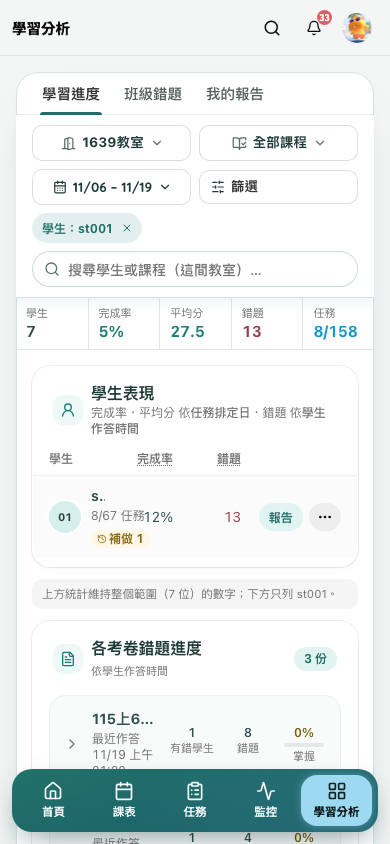 學習分析
33
學習進度 班級錯題 我的報告
1639教室 全部課程
11/06 – 11/19 篩選
學生：st001 ×
搜尋學生或課程（這間教室）...
學生 完成率 平均分 錯題 任務
7 5% 27.5 13 8/158
學生表現
完成率・平均分 依任務排定日・錯題 依學生
作答時間
學生 完成率 錯題
01 s.. 8/67 任務 12% 13 報告 ...
補做 1
上方統計維持整個範圍（7 位）的數字；下方只列 st001。
各考卷錯題進度
依學生作答時間
3 份
115上6...
最近作答
11/19 上午
1 8 0%
有錯學生 錯題 掌握
1 4 0%
首頁 課表 任務 監控 學習分析